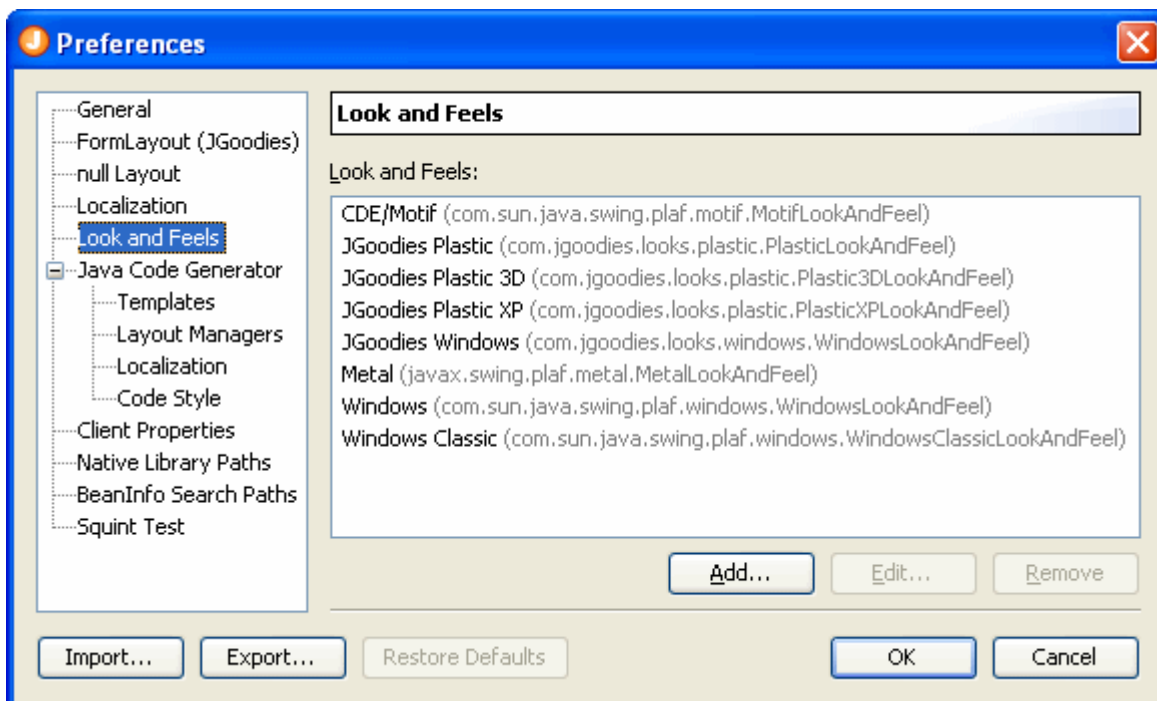 Preferences
General
FormLayout (JGoodies)
null Layout
Localization
Look and Feels
Java Code Generator
Templates
Layout Managers
Localization
Code Style
Client Properties
Native Library Paths
BeanInfo Search Paths
Squint Test
Look and Feels
Look and Feels:
CDE/Motif (com.sun.java.swing.plaf.motif.MotifLookAndFeel)
JGoodies Plastic (com.jgoodies.looks.plastic.PlasticLookAndFeel)
JGoodies Plastic 3D (com.jgoodies.looks.plastic.Plastic3DLookAndFeel)
JGoodies Plastic XP (com.jgoodies.looks.plastic.PlasticXPLookAndFeel)
JGoodies Windows (com.jgoodies.looks.windows.WindowsLookAndFeel)
Metal (javax.swing.plaf.metal.MetalLookAndFeel)
Windows (com.sun.java.swing.plaf.windows.WindowsLookAndFeel)
Windows Classic (com.sun.java.swing.plaf.windows.WindowsClassicLookAndFeel)
Add... Edit... Remove
Import... Export... Restore Defaults OK Cancel